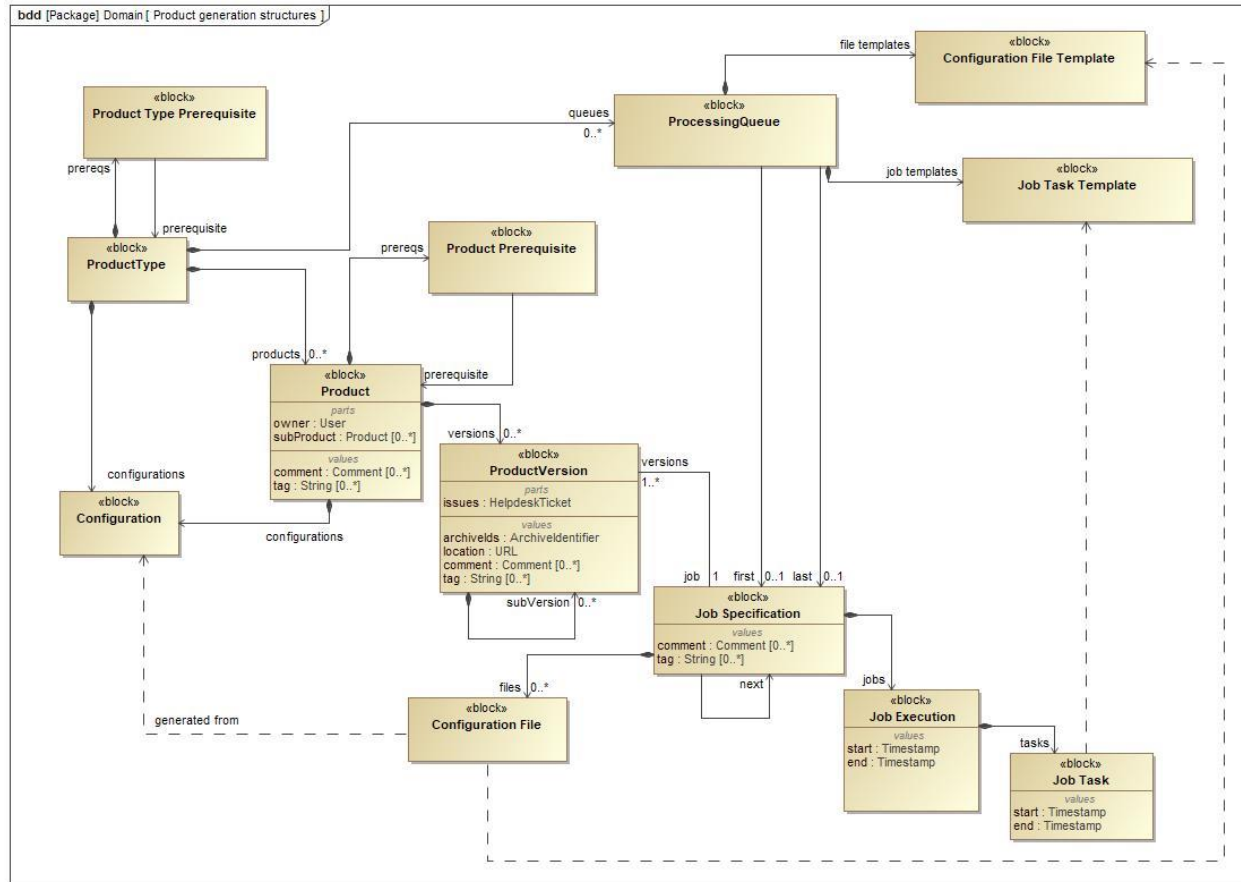 bdd [Package] Domain [ Product generation structures ]
«block»
Configuration File Template
file templates
«block»
Product Type Prerequisite
«block»
ProcessingQueue
queues
0..*
prereqs
job templates
«block»
Job Task Template
prerequisite
«block»
ProductType
prereqs
«block»
Product Prerequisite
products 0..*
prerequisite
«block»
Product
parts
owner : User
subProduct : Product [0..*]
values
comment : Comment [0..*]
tag : String [0..*]
versions 0..*
configurations
«block»
Configuration
configurations
«block»
ProductVersion
parts
issues : HelpdeskTicket
values
archiveIds : ArchiveIdentifier
location : URL
comment : Comment [0..*]
tag : String [0..*]
versions
1..*
subVersion 0..*
job 1
first 0..1
last 0..1
«block»
Job Specification
values
comment : Comment [0..*]
tag : String [0..*]
next
files 0..*
jobs
generated from
«block»
Configuration File
«block»
Job Execution
values
start : Timestamp
end : Timestamp
tasks
«block»
Job Task
values
start : Timestamp
end : Timestamp